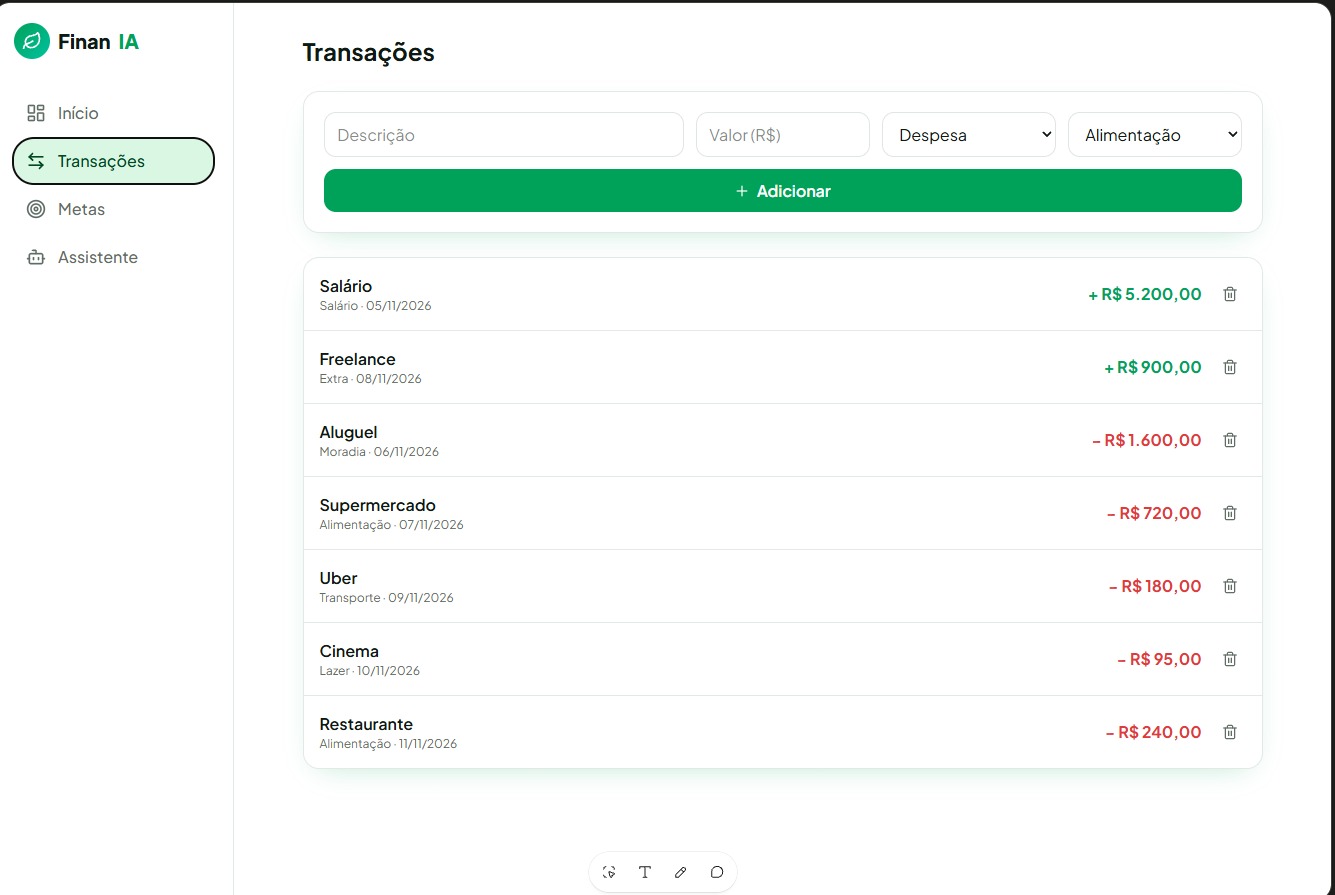 Finan IA
Início
Transações
Metas
Assistente
Transações
Descrição
Valor (R$)
Despesa
Alimentação
+ Adicionar
Salário
Salário · 05/11/2026
+ R$ 5.200,00
Freelance
Extra · 08/11/2026
+ R$ 900,00
Aluguel
Moradia · 06/11/2026
− R$ 1.600,00
Supermercado
Alimentação · 07/11/2026
− R$ 720,00
Uber
Transporte · 09/11/2026
− R$ 180,00
Cinema
Lazer · 10/11/2026
− R$ 95,00
Restaurante
Alimentação · 11/11/2026
− R$ 240,00